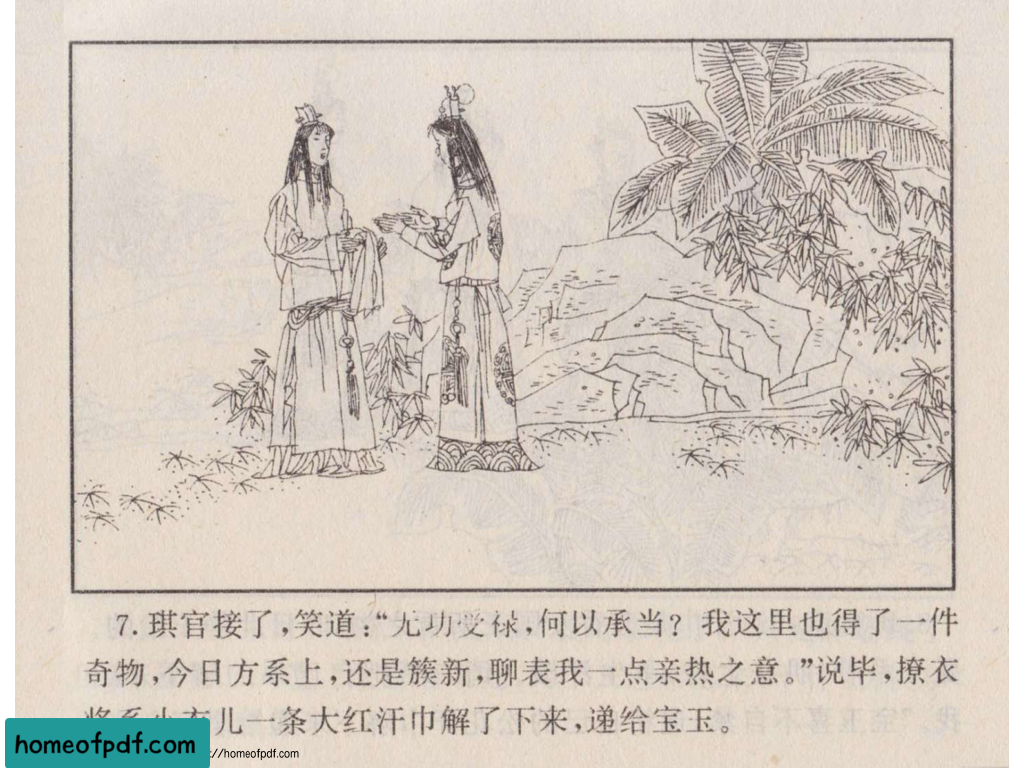 7. 琪官接了，笑道：“无功受禄，何以承当？我这里也得了一件
奇物，今日方系上，还是簇新，聊表我一点亲热之意。”说毕，撩衣
将系小衣儿一条大红汗巾解了下来，递给宝玉。
homeofpdf.com
://homeofpdf.com